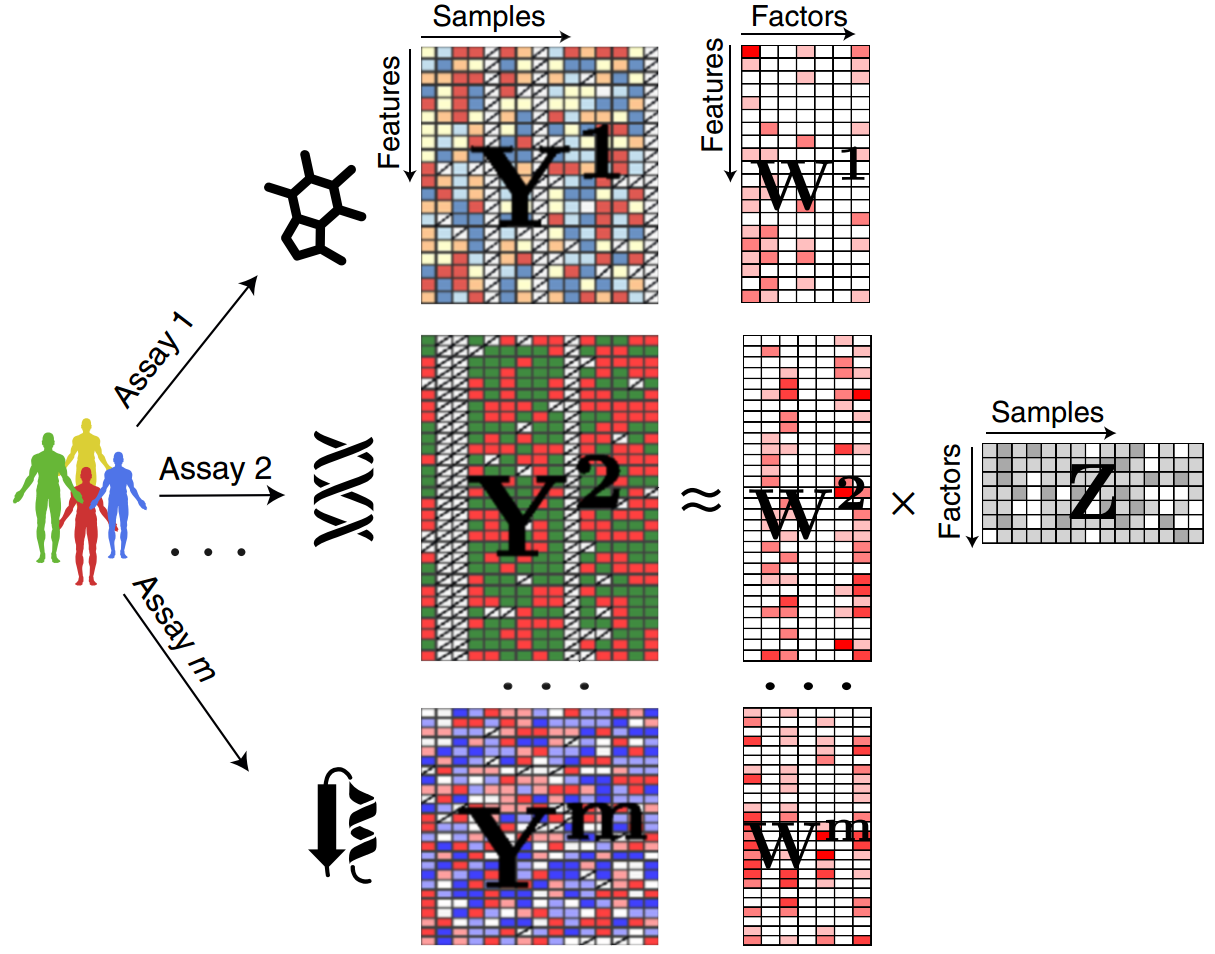 Samples
Factors
Features
Features
Y¹
w¹
Assay 1
Samples
Assay 2
Factors
Y²
≈
w²
×
Z
. . .
Assay m
. . .
. . .
Yᵐ
wᵐ